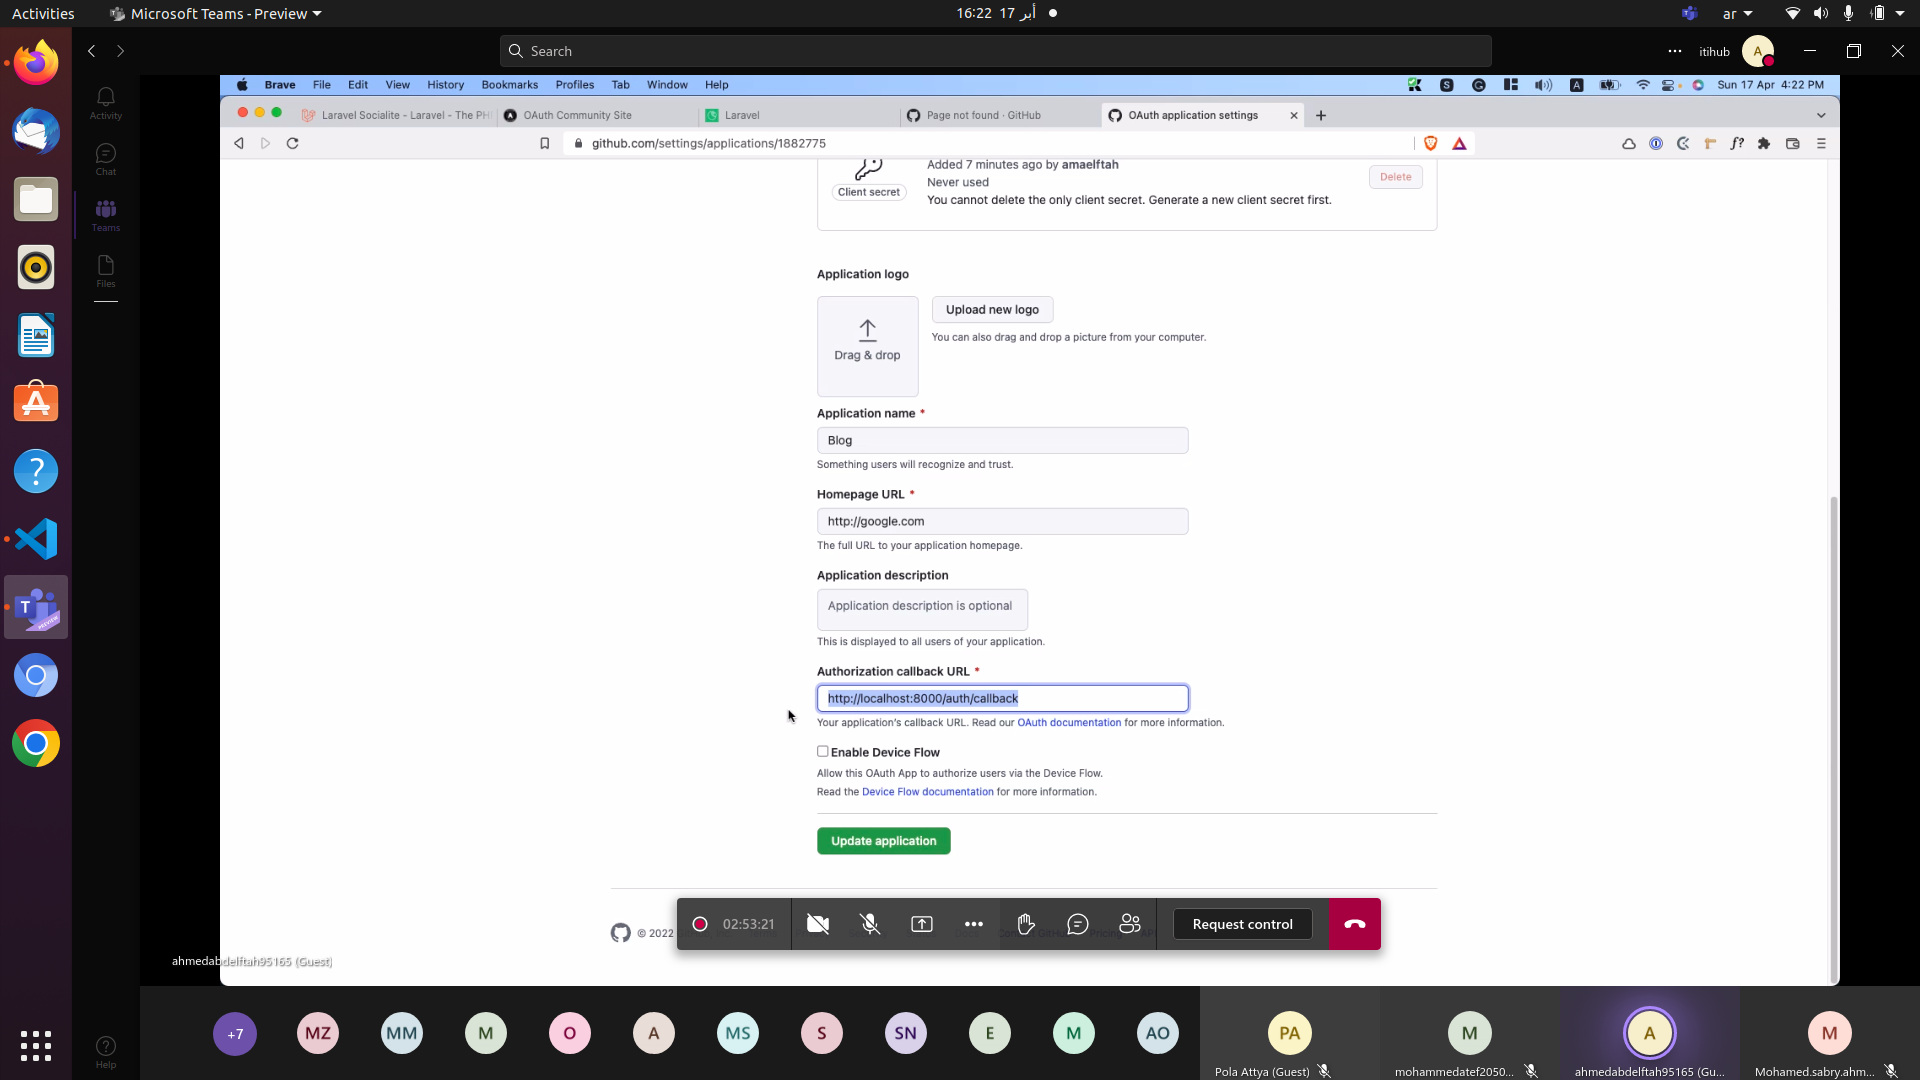 Activities
Microsoft Teams - Preview
16:22 17 أبر
ar
Search
itihub
A
Activity
Chat
Teams
Files
Help
Brave File Edit View History Bookmarks Profiles Tab Window Help
Sun 17 Apr 4:22 PM
Laravel Socialite - Laravel - The PH
OAuth Community Site
Laravel
Page not found · GitHub
OAuth application settings
github.com/settings/applications/1882775
Client secret
Added 7 minutes ago by amaelftah
Never used
You cannot delete the only client secret. Generate a new client secret first.
Delete
Application logo
Drag & drop
Upload new logo
You can also drag and drop a picture from your computer.
Application name *
Blog
Something users will recognize and trust.
Homepage URL *
http://google.com
The full URL to your application homepage.
Application description
Application description is optional
This is displayed to all users of your application.
Authorization callback URL *
http://localhost:8000/auth/callback
Your application's callback URL. Read our OAuth documentation for more information.
Enable Device Flow
Allow this OAuth App to authorize users via the Device Flow.
Read the Device Flow documentation for more information.
Update application
© 2022
02:53:21
Request control
ahmedabdelftah95165 (Guest)
+7
MZ
MM
M
O
A
MS
S
SN
E
M
AO
PA
Pola Attya (Guest)
M
mohammedatef2050...
A
ahmedabdelftah95165 (Gu...
M
Mohamed.sabry.ahm...